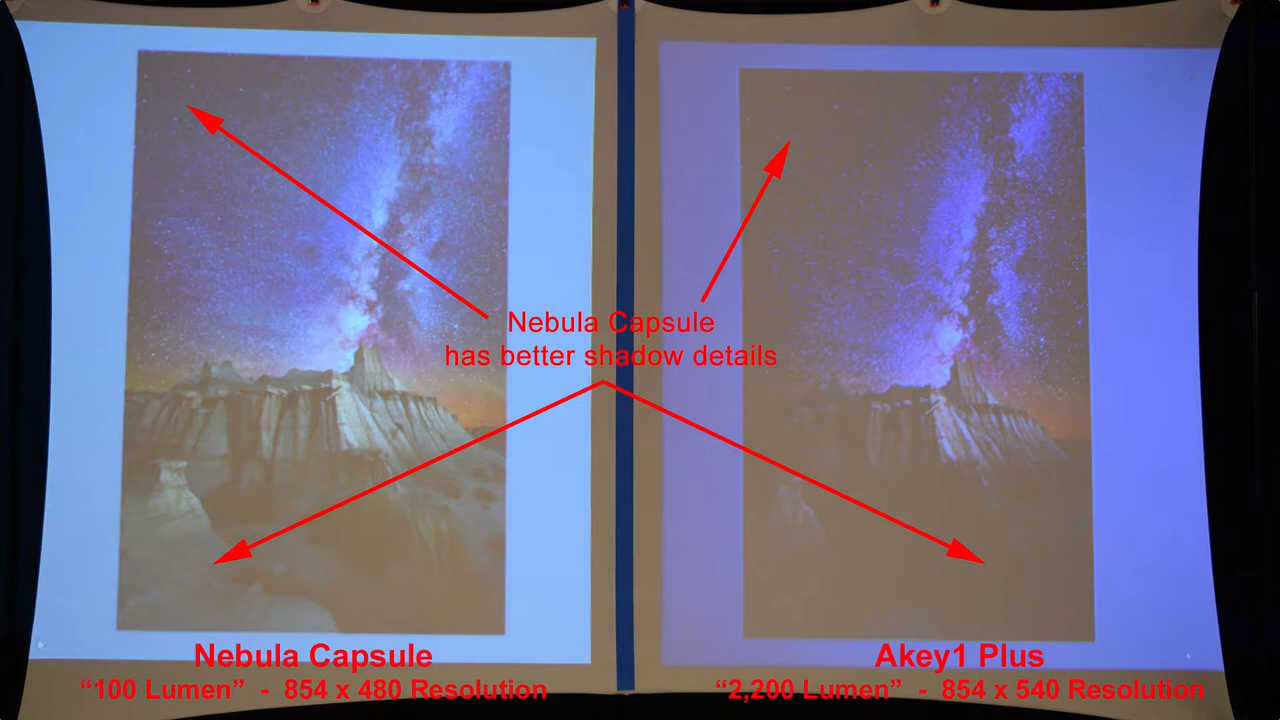 Nebula Capsule
has better shadow details
Nebula Capsule
“100 Lumen” - 854 x 480 Resolution
Akey1 Plus
“2,200 Lumen” - 854 x 540 Resolution